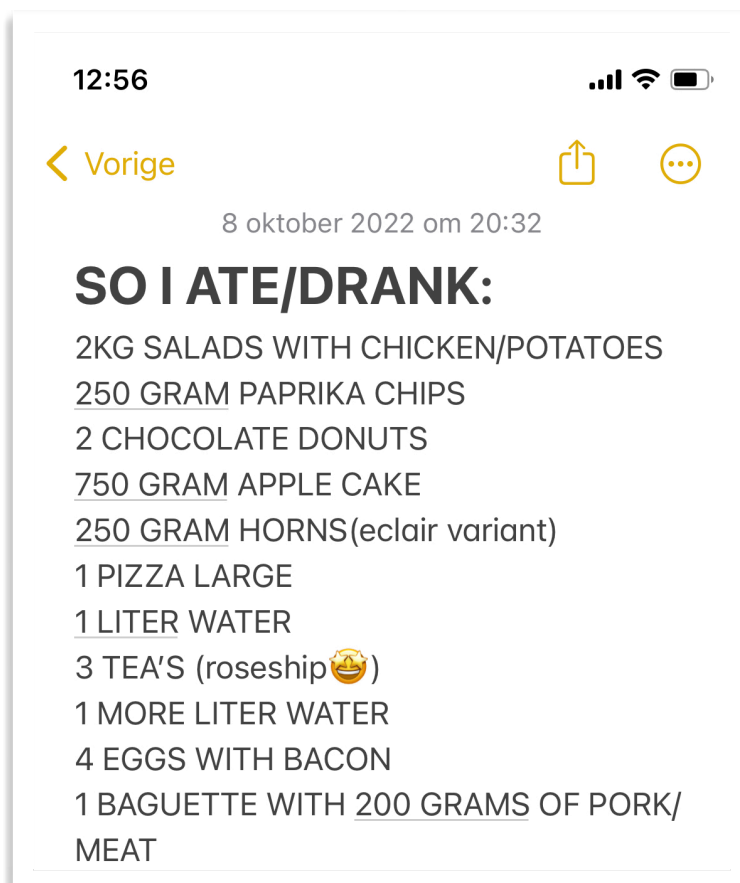 12:56
Vorige
8 oktober 2022 om 20:32
SO I ATE/DRANK:
2KG SALADS WITH CHICKEN/POTATOES
250 GRAM PAPRIKA CHIPS
2 CHOCOLATE DONUTS
750 GRAM APPLE CAKE
250 GRAM HORNS(eclair variant)
1 PIZZA LARGE
1 LITER WATER
3 TEA’S (roseship🤩)
1 MORE LITER WATER
4 EGGS WITH BACON
1 BAGUETTE WITH 200 GRAMS OF PORK/
MEAT